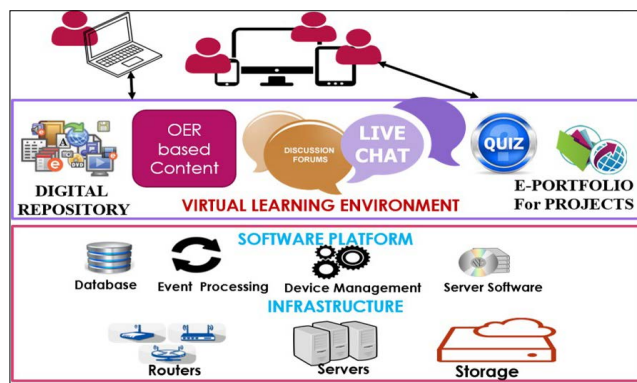 OER
based
Content
DISCUSSION
FORUMS
LIVE
CHAT
QUIZ
DIGITAL
REPOSITORY
VIRTUAL LEARNING ENVIRONMENT
E-PORTFOLIO
For PROJECTS
SOFTWARE PLATFORM
Database
Event Processing
Device Management
Server Software
INFRASTRUCTURE
Routers
Servers
Storage